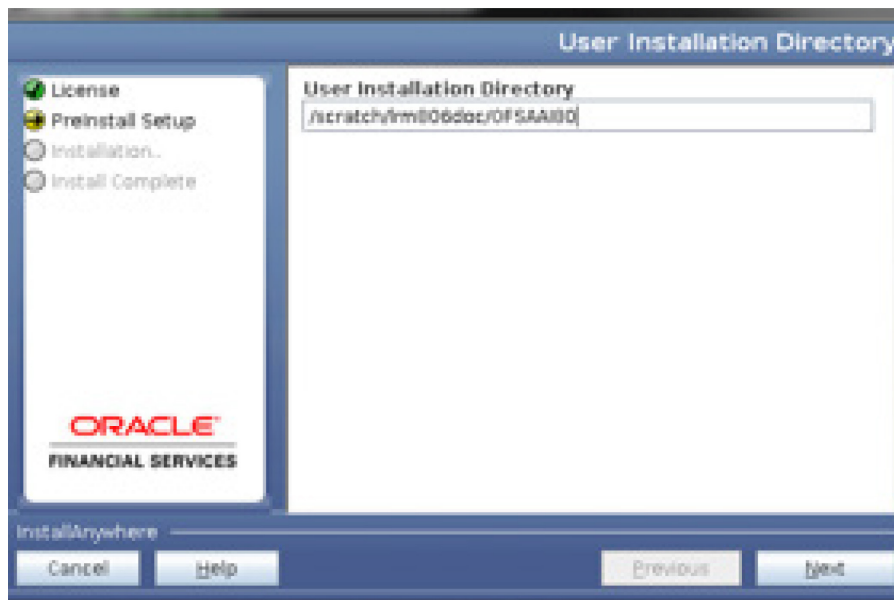 User Installation Directory
License
Preinstall Setup
Installation..
Install Complete
User Installation Directory
/scratch/lrm806doc/OFSAAI80
ORACLE
FINANCIAL SERVICES
InstallAnywhere
Cancel
Help
Previous
Next